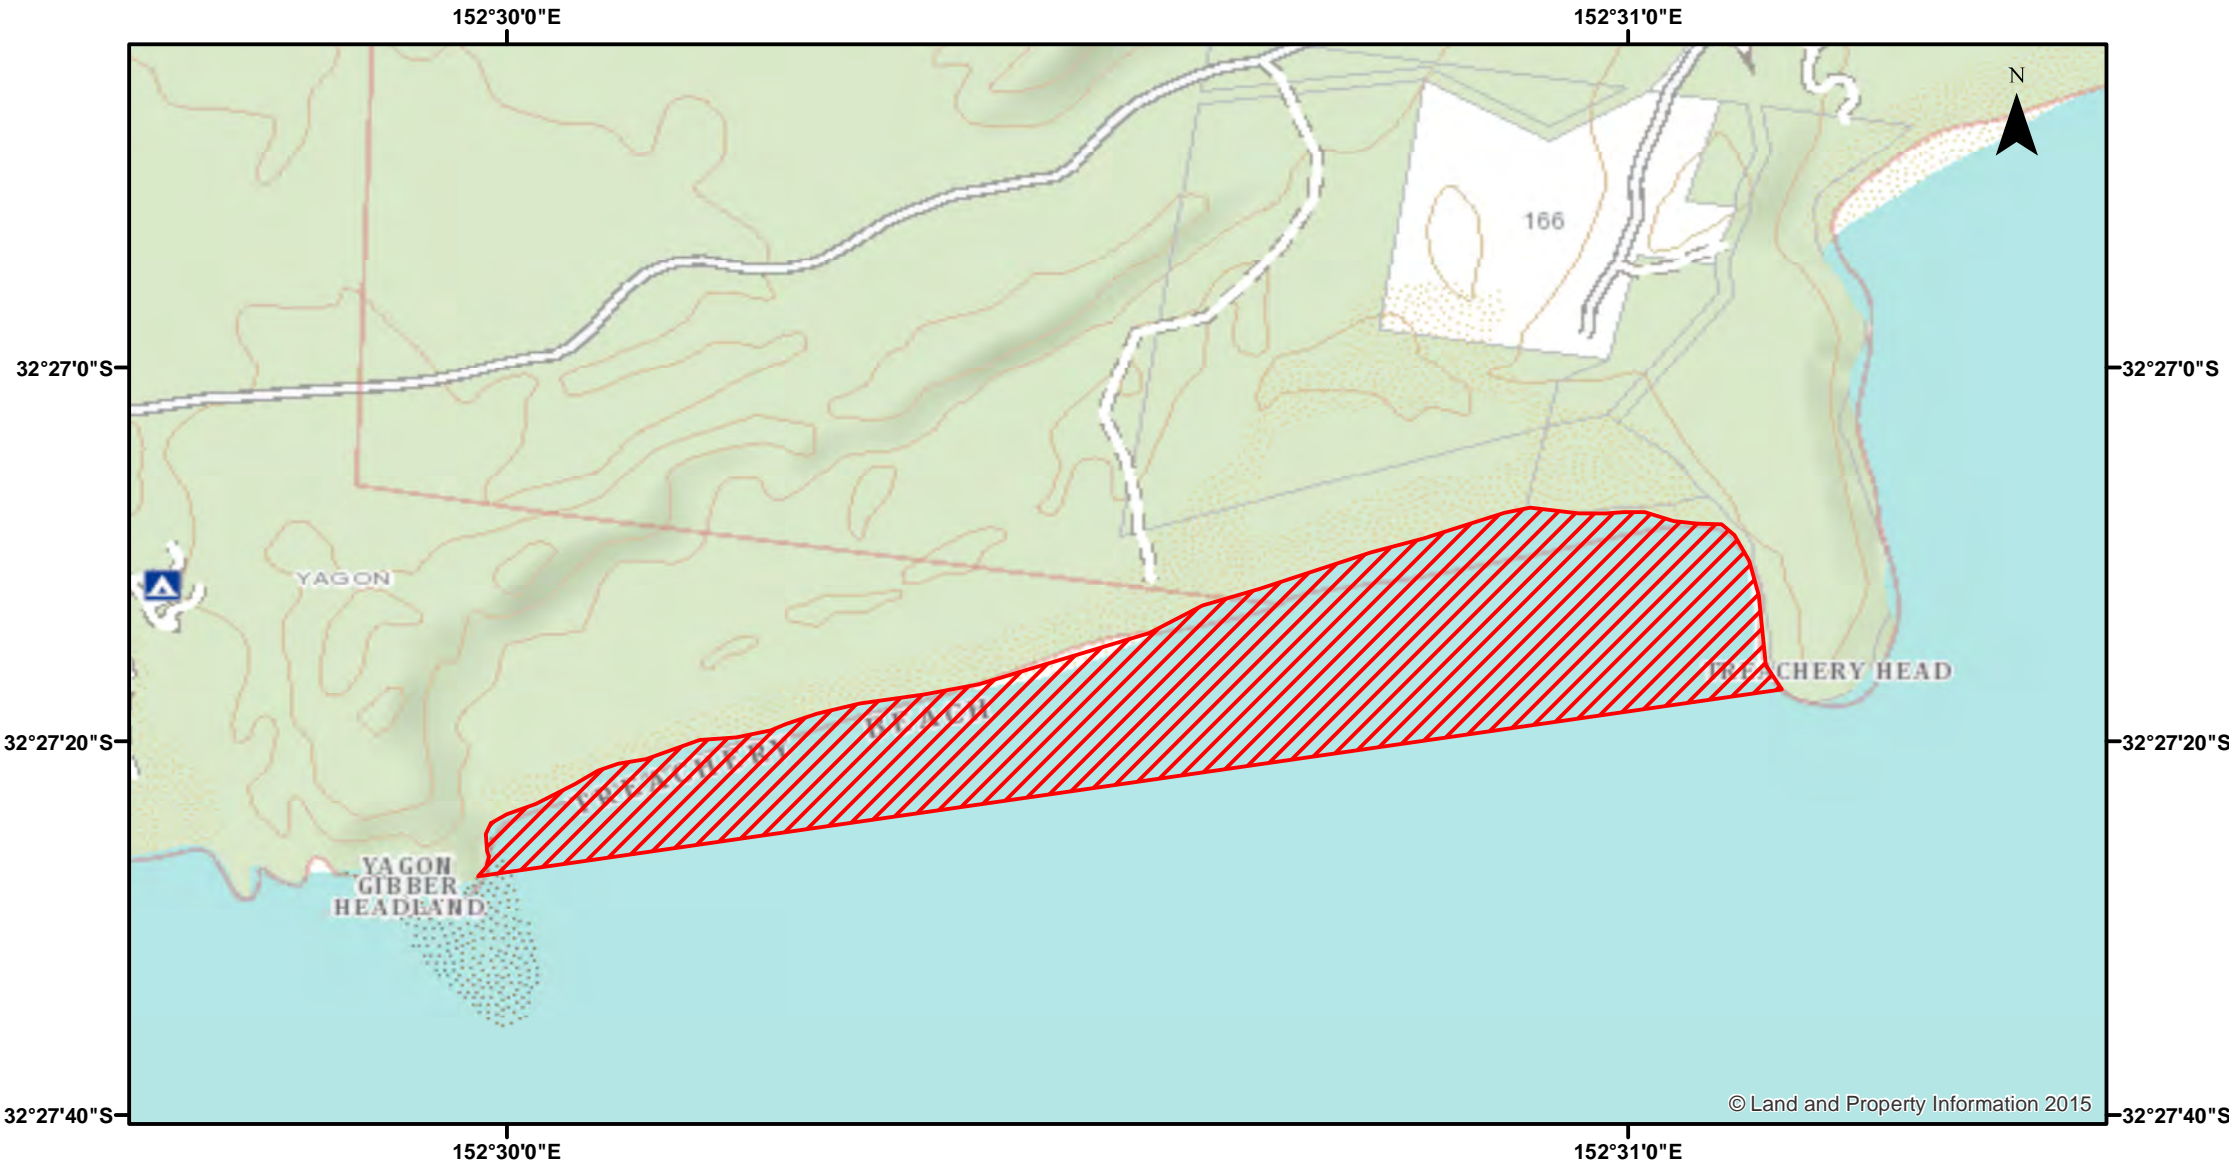 152°30'0"E
152°31'0"E
N
166
32°27'0"S
32°27'0"S
YAGON
TREACHERY HEAD
TREACHERY BEACH
32°27'20"S
32°27'20"S
YAGON
GIBBER
HEADLAND
© Land and Property Information 2015
32°27'40"S
32°27'40"S
152°30'0"E
152°31'0"E